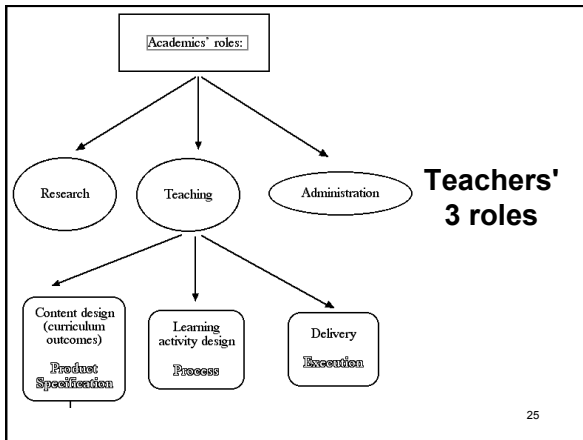 Academics' roles:
Research
Teaching
Administration
Teachers'
3 roles
Content design
(curriculum
outcomes)
Product
Specification
Learning
activity design
Process
Delivery
Execution
25